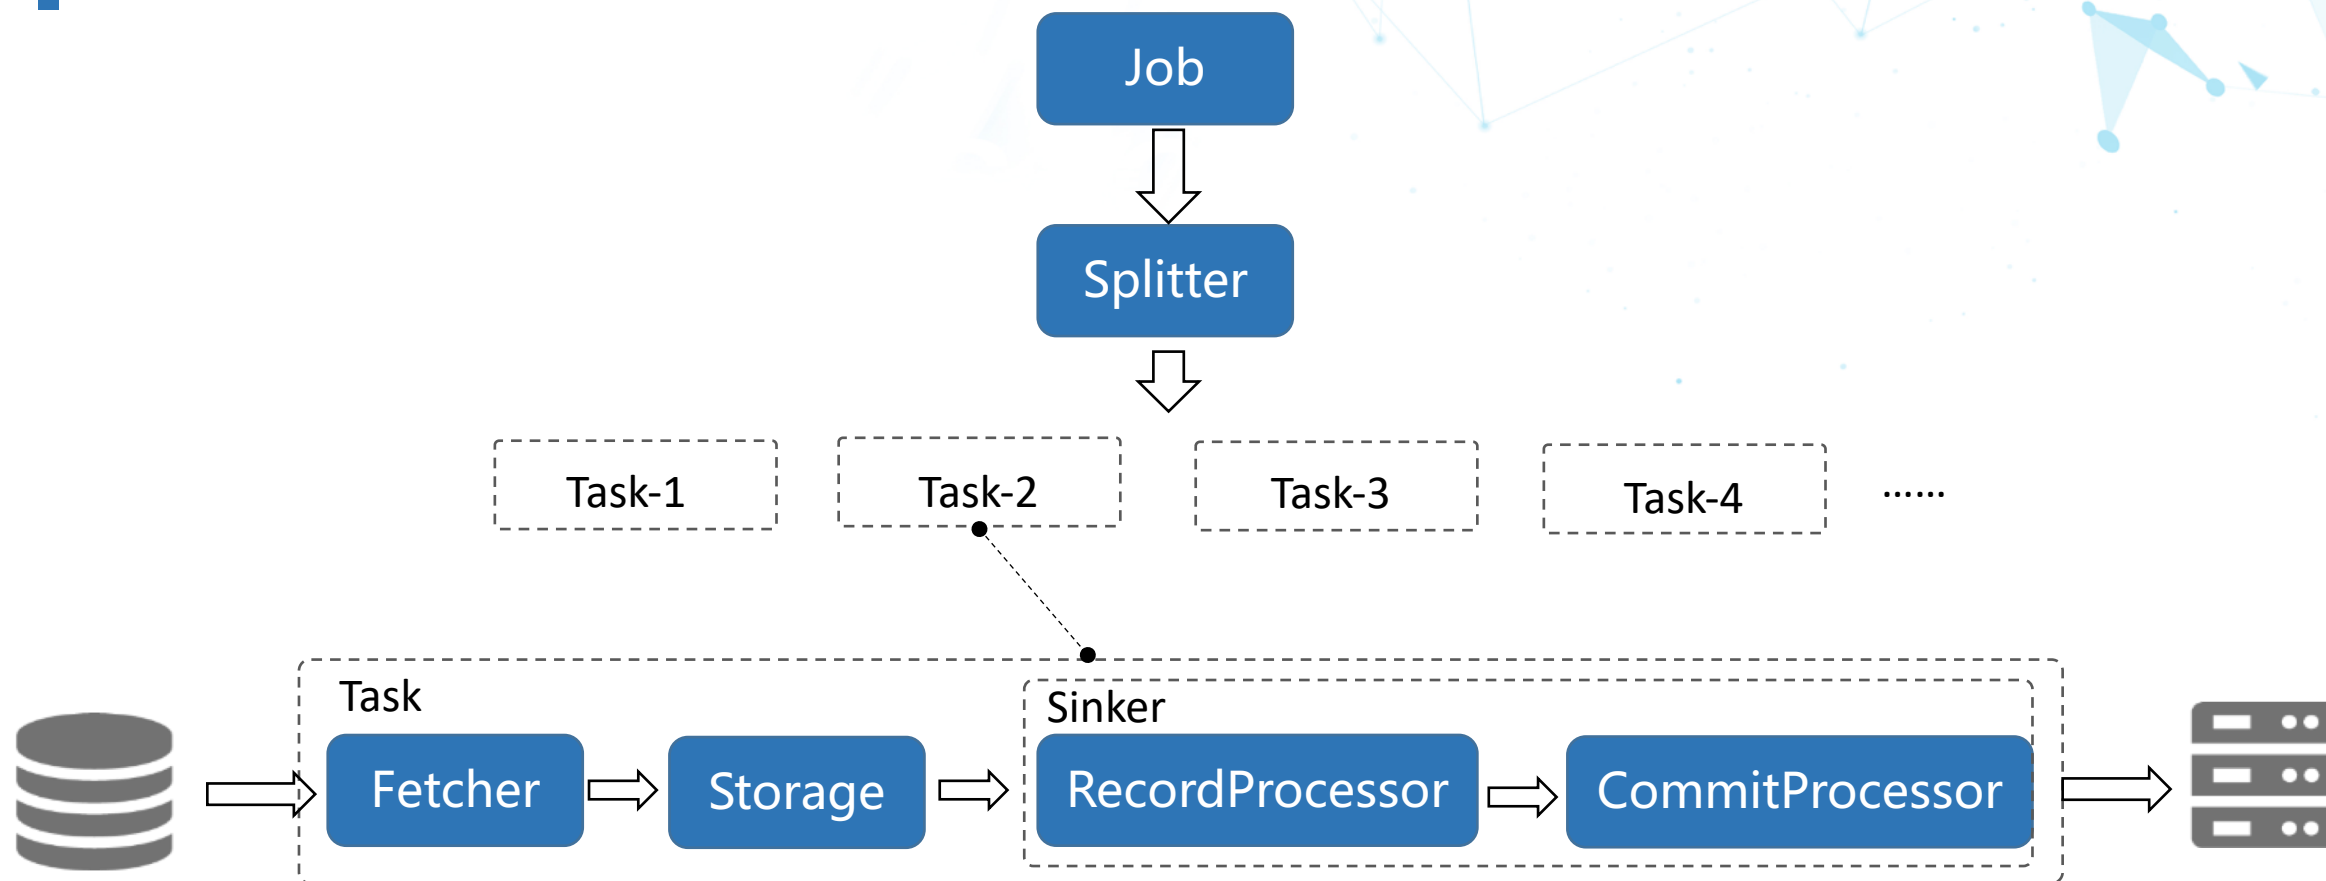 Job
Splitter
Task-1
Task-2
Task-3
Task-4
······
Task
Sinker
Fetcher
Storage
RecordProcessor
CommitProcessor